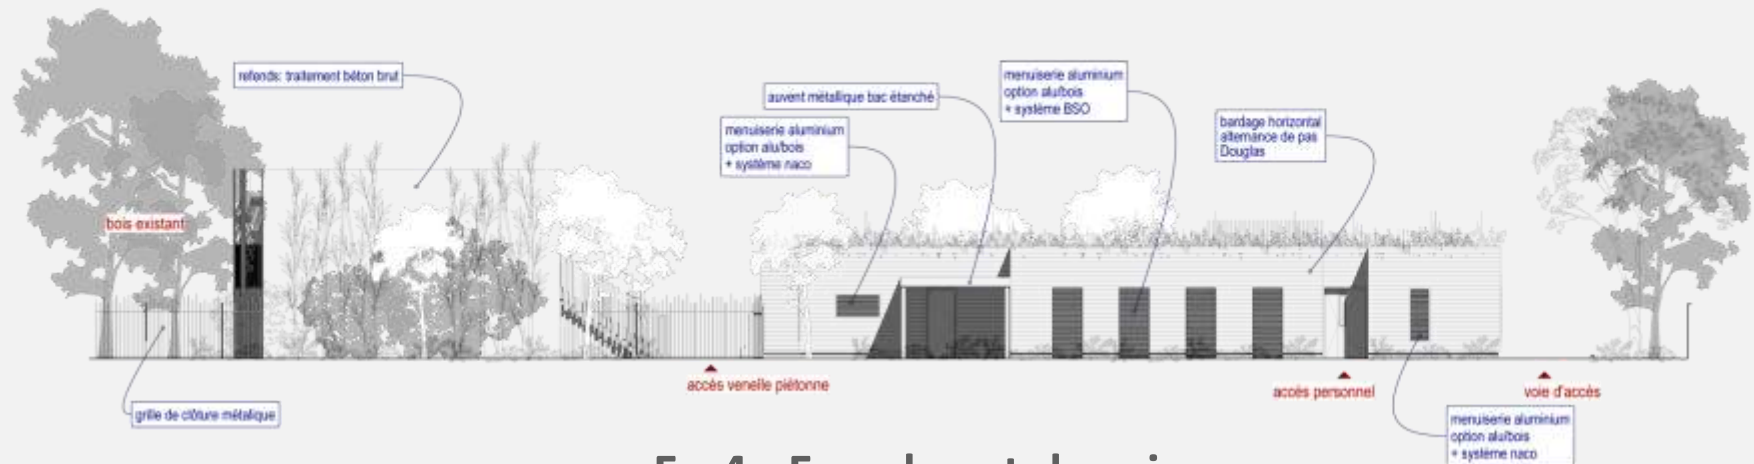 refends: traitement béton brut
auvent métallique bac étanché
menuiserie aluminium
option alu/bois
+ système BSO
menuiserie aluminium
option alu/bois
+ système naco
bardage horizontal
alternance de pas
Douglas
bois existant
accès venelle piétonne
accès personnel
voie d'accès
grille de clôture métalique
menuiserie aluminium
option alu/bois
+ système naco